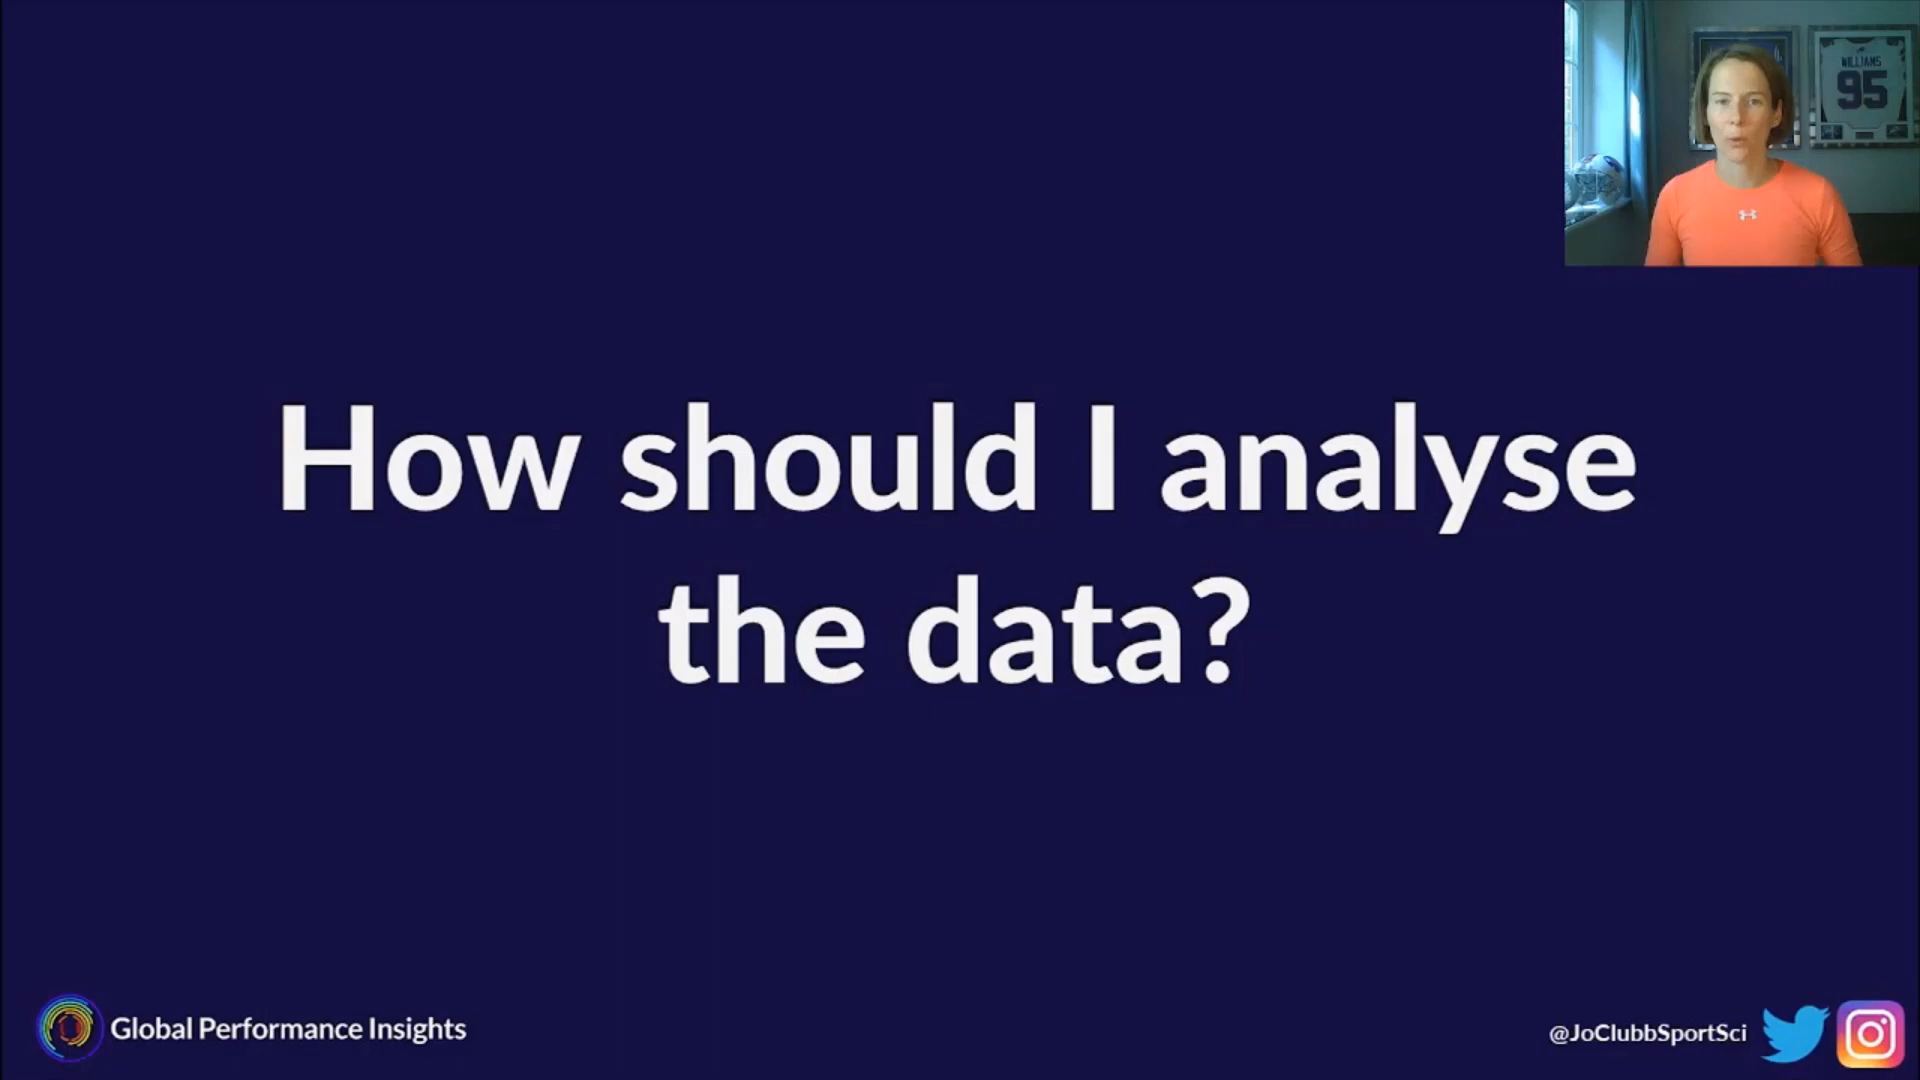 WILLIAMS
95
How should I analyse
the data?
Global Performance Insights
@JoClubbSportSci